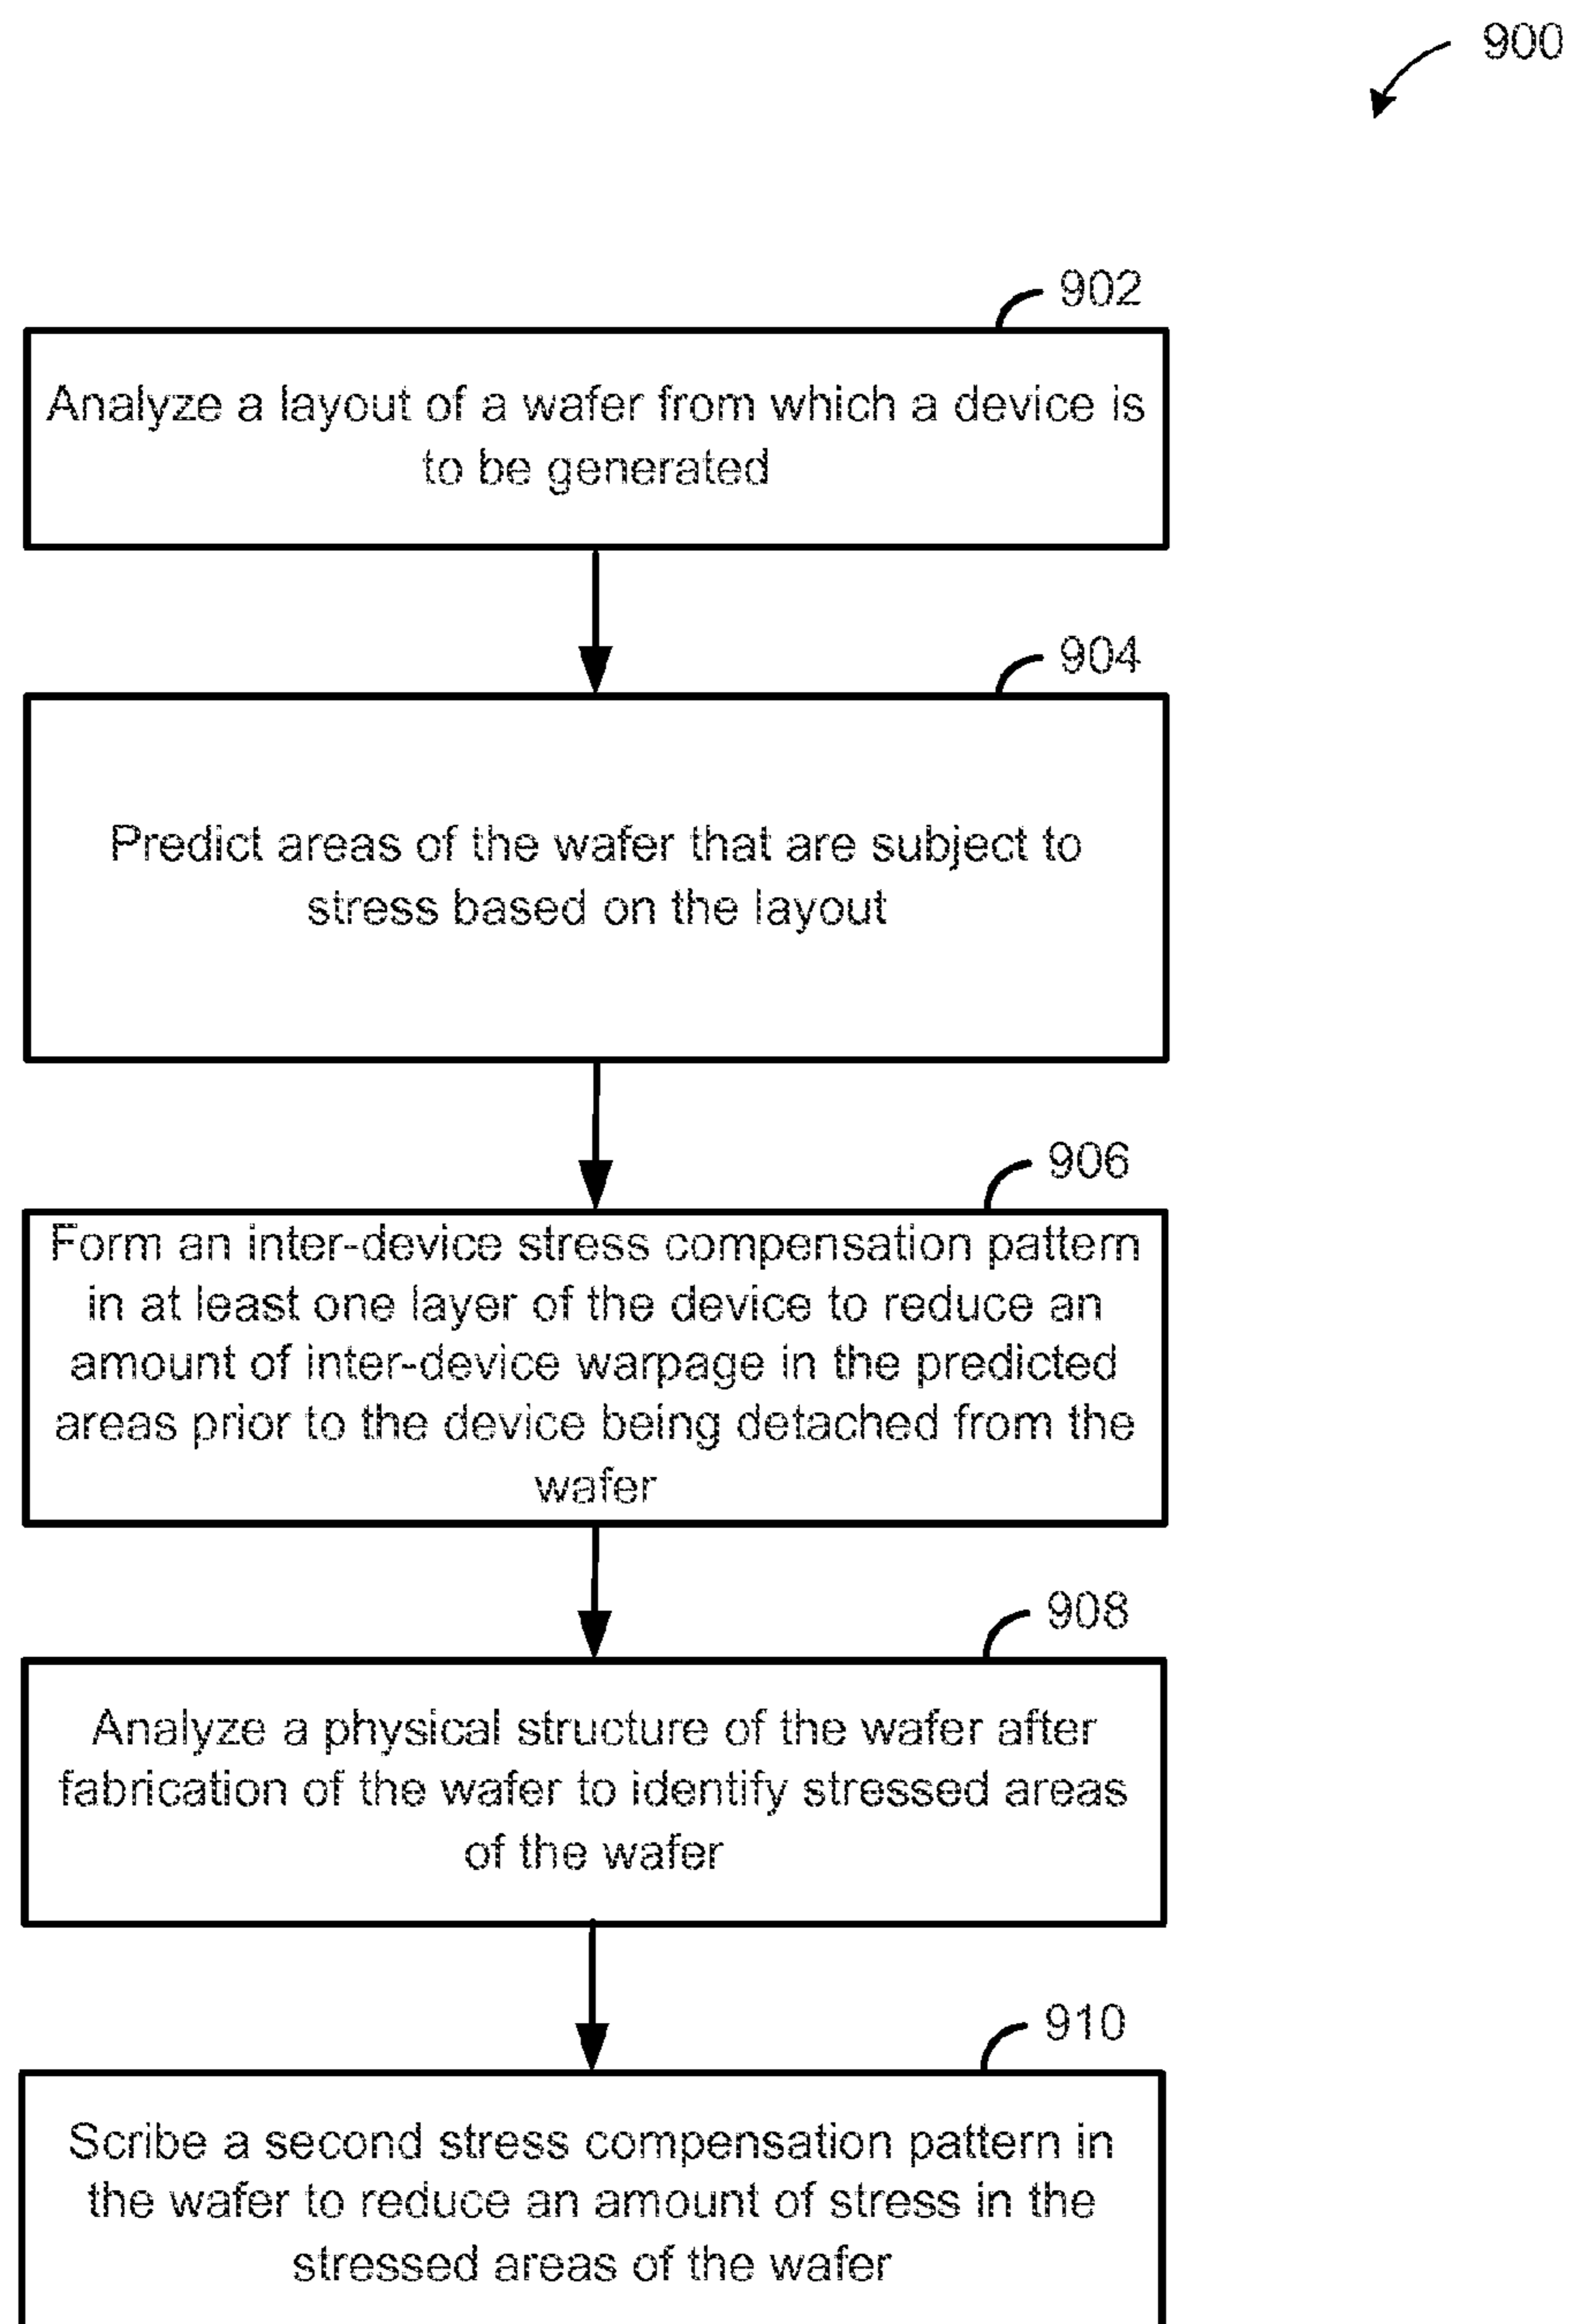 900
902
Analyze a layout of a wafer from which a device is
to be generated
904
Predict areas of the wafer that are subject to
stress based on the layout
906
Form an inter-device stress compensation pattern
in at least one layer of the device to reduce an
amount of inter-device warpage in the predicted
areas prior to the device being detached from the
wafer
908
Analyze a physical structure of the wafer after
fabrication of the wafer to identify stressed areas
of the wafer
910
Scribe a second stress compensation pattern in
the wafer to reduce an amount of stress in the
stressed areas of the wafer